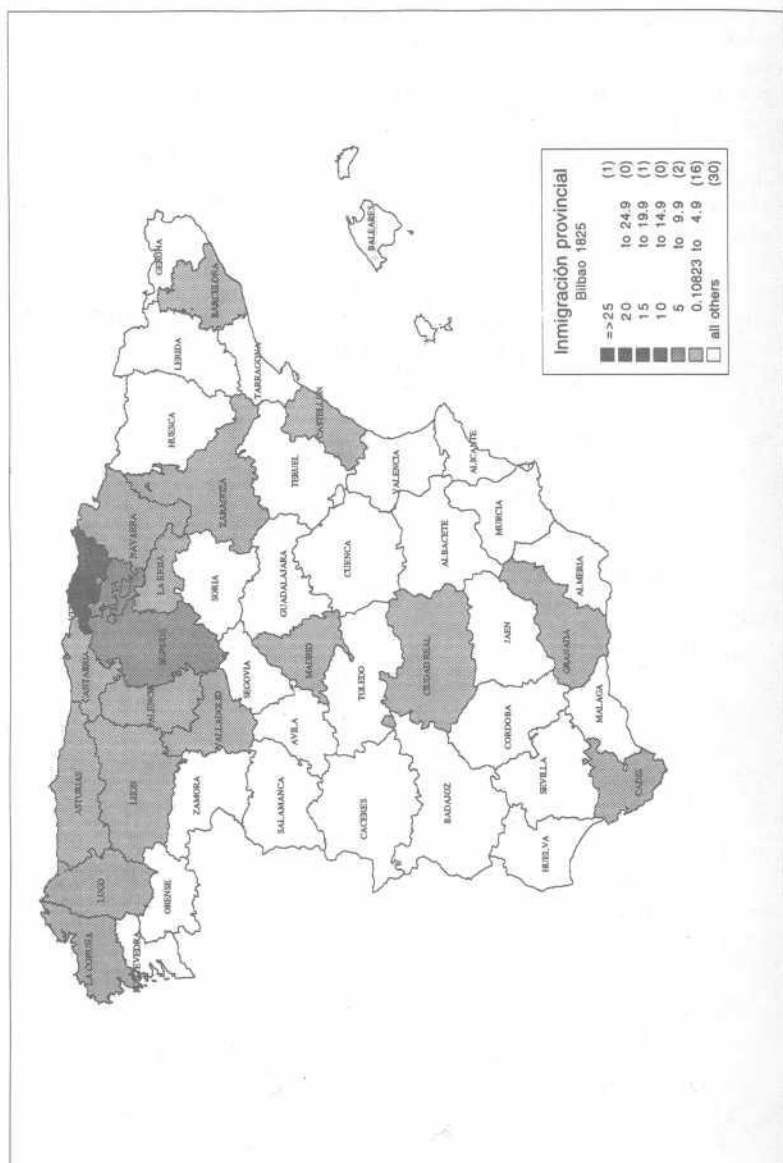 Inmigración provincial
Bilbao 1825
=>25 (1)
20 to 24.9 (0)
15 to 19.9 (1)
10 to 14.9 (0)
5 to 9.9 (2)
0.10823 to 4.9 (16)
all others (30)
LA CORUÑA
LUGO
ASTURIAS
CANTABRIA
ALAVA
NAVARRA
HUESCA
LERIDA
GERONA
BARCELONA
ORENSE
LEON
PALENCIA
BURGOS
LA RIOJA
ZARAGOZA
TARRAGONA
ZAMORA
VALLADOLID
SORIA
SEGOVIA
SALAMANCA
AVILA
MADRID
GUADALAJARA
TERUEL
CASTELLON
CACERES
TOLEDO
CUENCA
VALENCIA
BALEARES
BADAJOZ
CIUDAD REAL
ALBACETE
ALICANTE
HUELVA
SEVILLA
CORDOBA
JAEN
MURCIA
CADIZ
MALAGA
GRANADA
ALMERIA